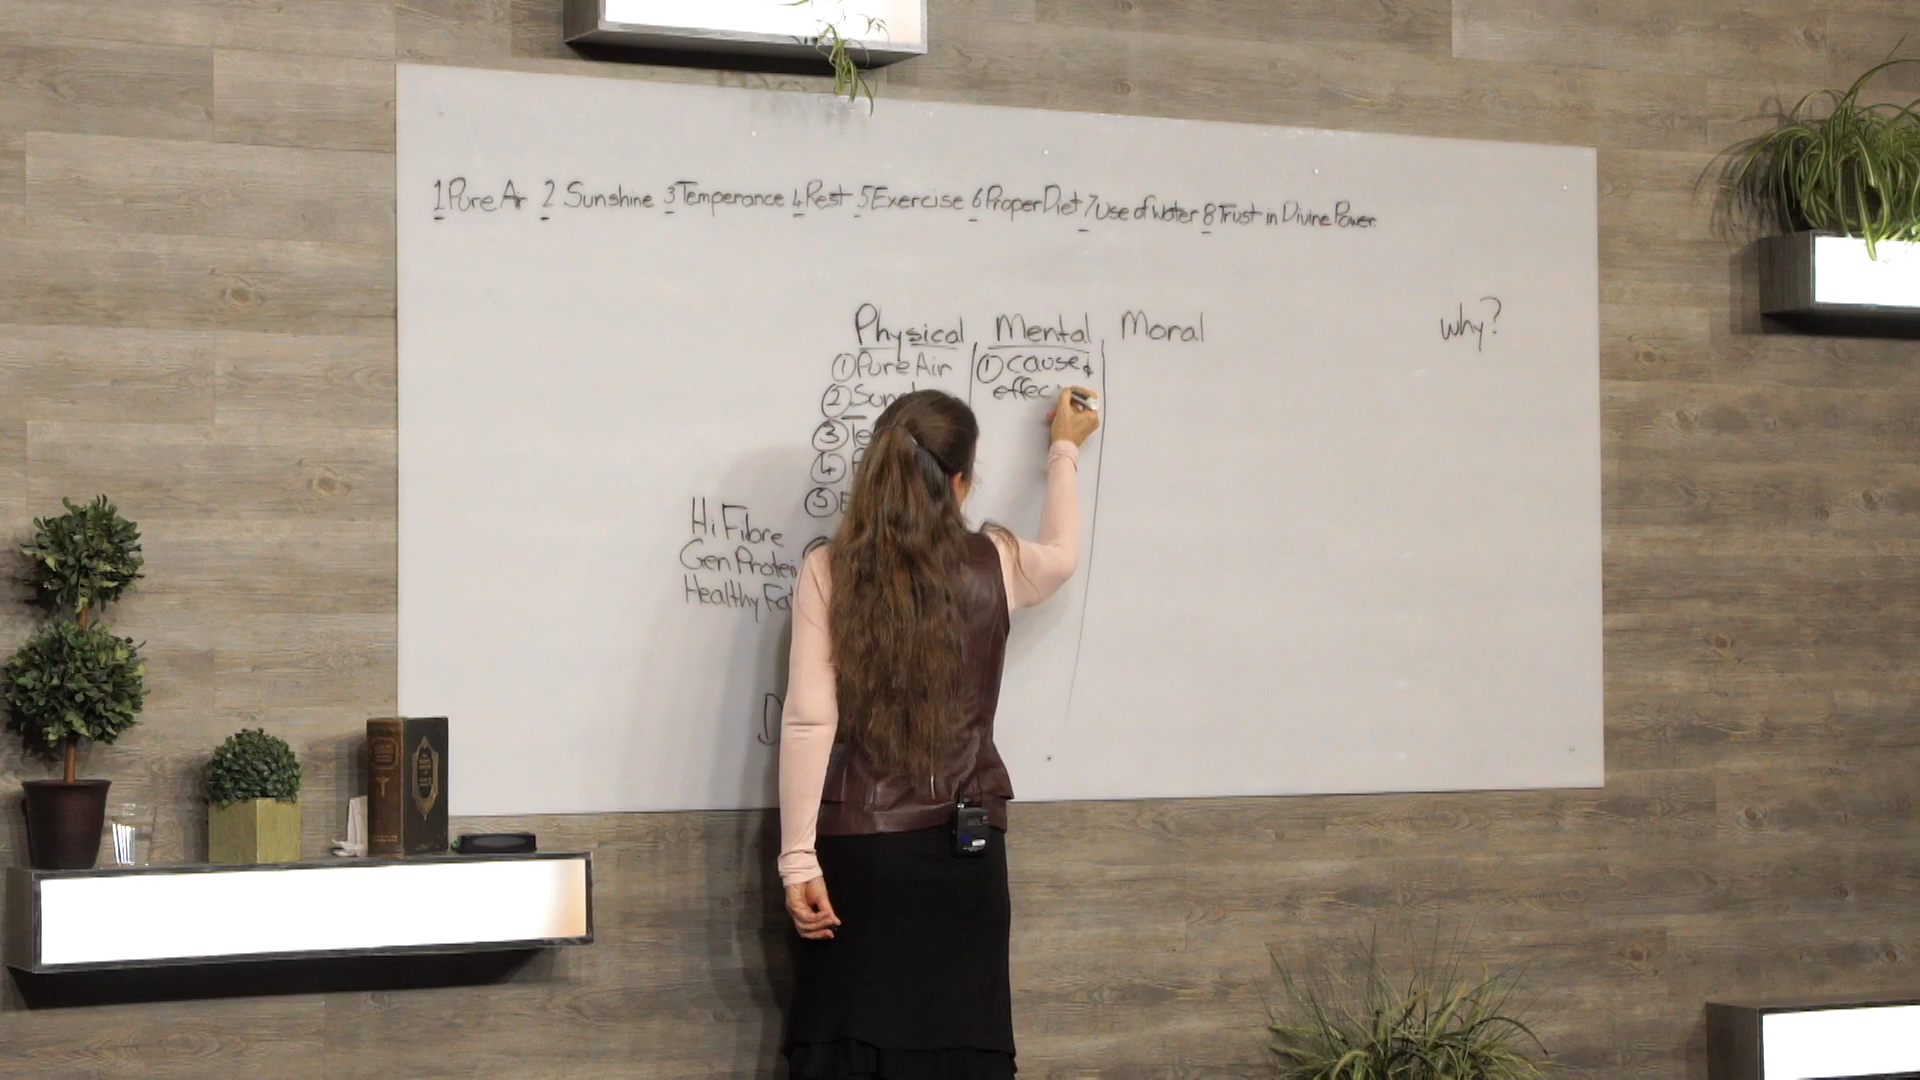 1 Pure Air 2 Sunshine 3 Temperance 4 Rest 5 Exercise 6 Proper Diet 7 Use of Water 8 Trust in Divine Power.
Physical Mental Moral why?
① Pure Air ① cause &
② Sun effec
③ Te
④
⑤ E
Hi Fibre
Gen Protein
Healthy Fat
D